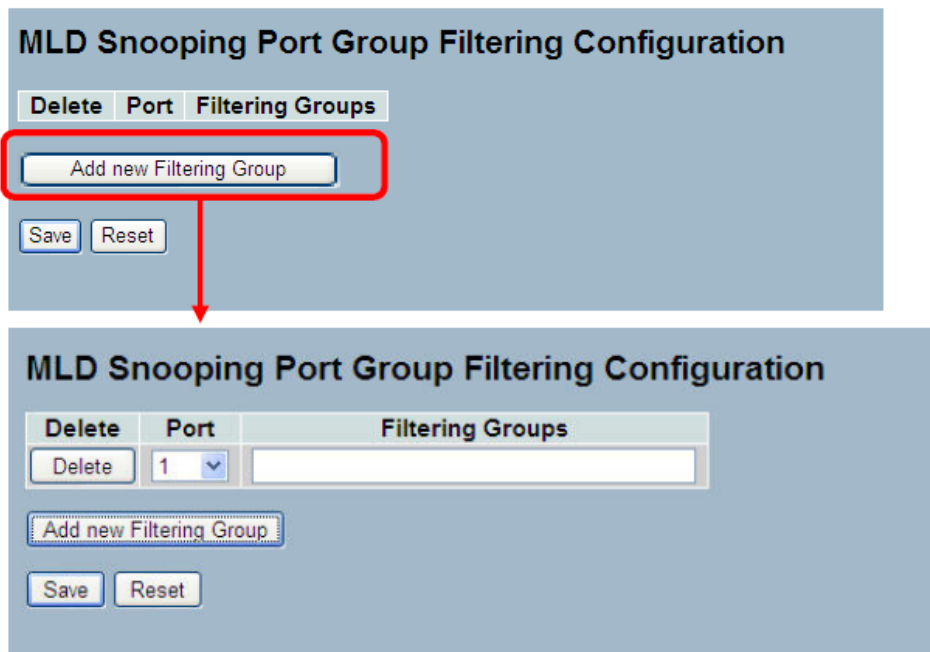 MLD Snooping Port Group Filtering Configuration
Delete Port Filtering Groups
Add new Filtering Group
Save Reset
MLD Snooping Port Group Filtering Configuration
Delete Port Filtering Groups
Delete 1
Add new Filtering Group
Save Reset